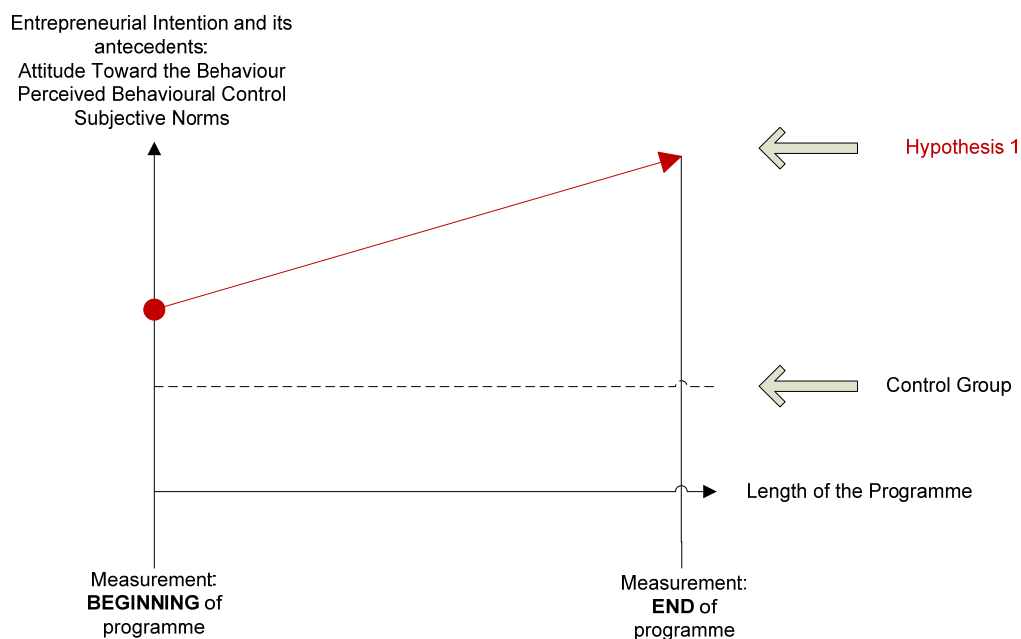 Entrepreneurial Intention and its
antecedents:
Attitude Toward the Behaviour
Perceived Behavioural Control
Subjective Norms
Hypothesis 1
Control Group
Length of the Programme
Measurement:
BEGINNING of
programme
Measurement:
END of
programme